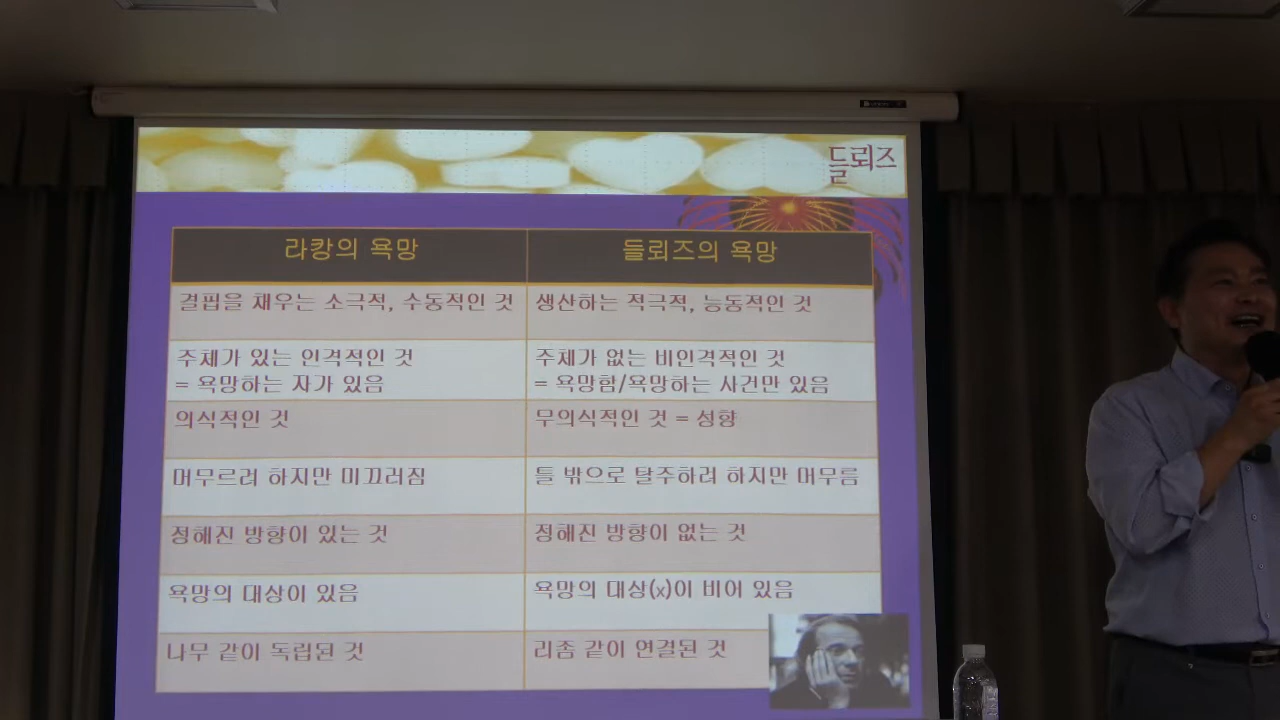 들뢰즈
라캉의 욕망
들뢰즈의 욕망
결핍을 채우는 소극적, 수동적인 것
생산하는 적극적, 능동적인 것
주체가 있는 인격적인 것
= 욕망하는 자가 있음
주체가 없는 비인격적인 것
= 욕망함/욕망하는 사건만 있음
의식적인 것
무의식적인 것 = 성향
머무르려 하지만 미끄러짐
틀 밖으로 탈주하려 하지만 머무름
정해진 방향이 있는 것
정해진 방향이 없는 것
욕망의 대상이 있음
욕망의 대상(x)이 비어 있음
나무 같이 독립된 것
리좀 같이 연결된 것